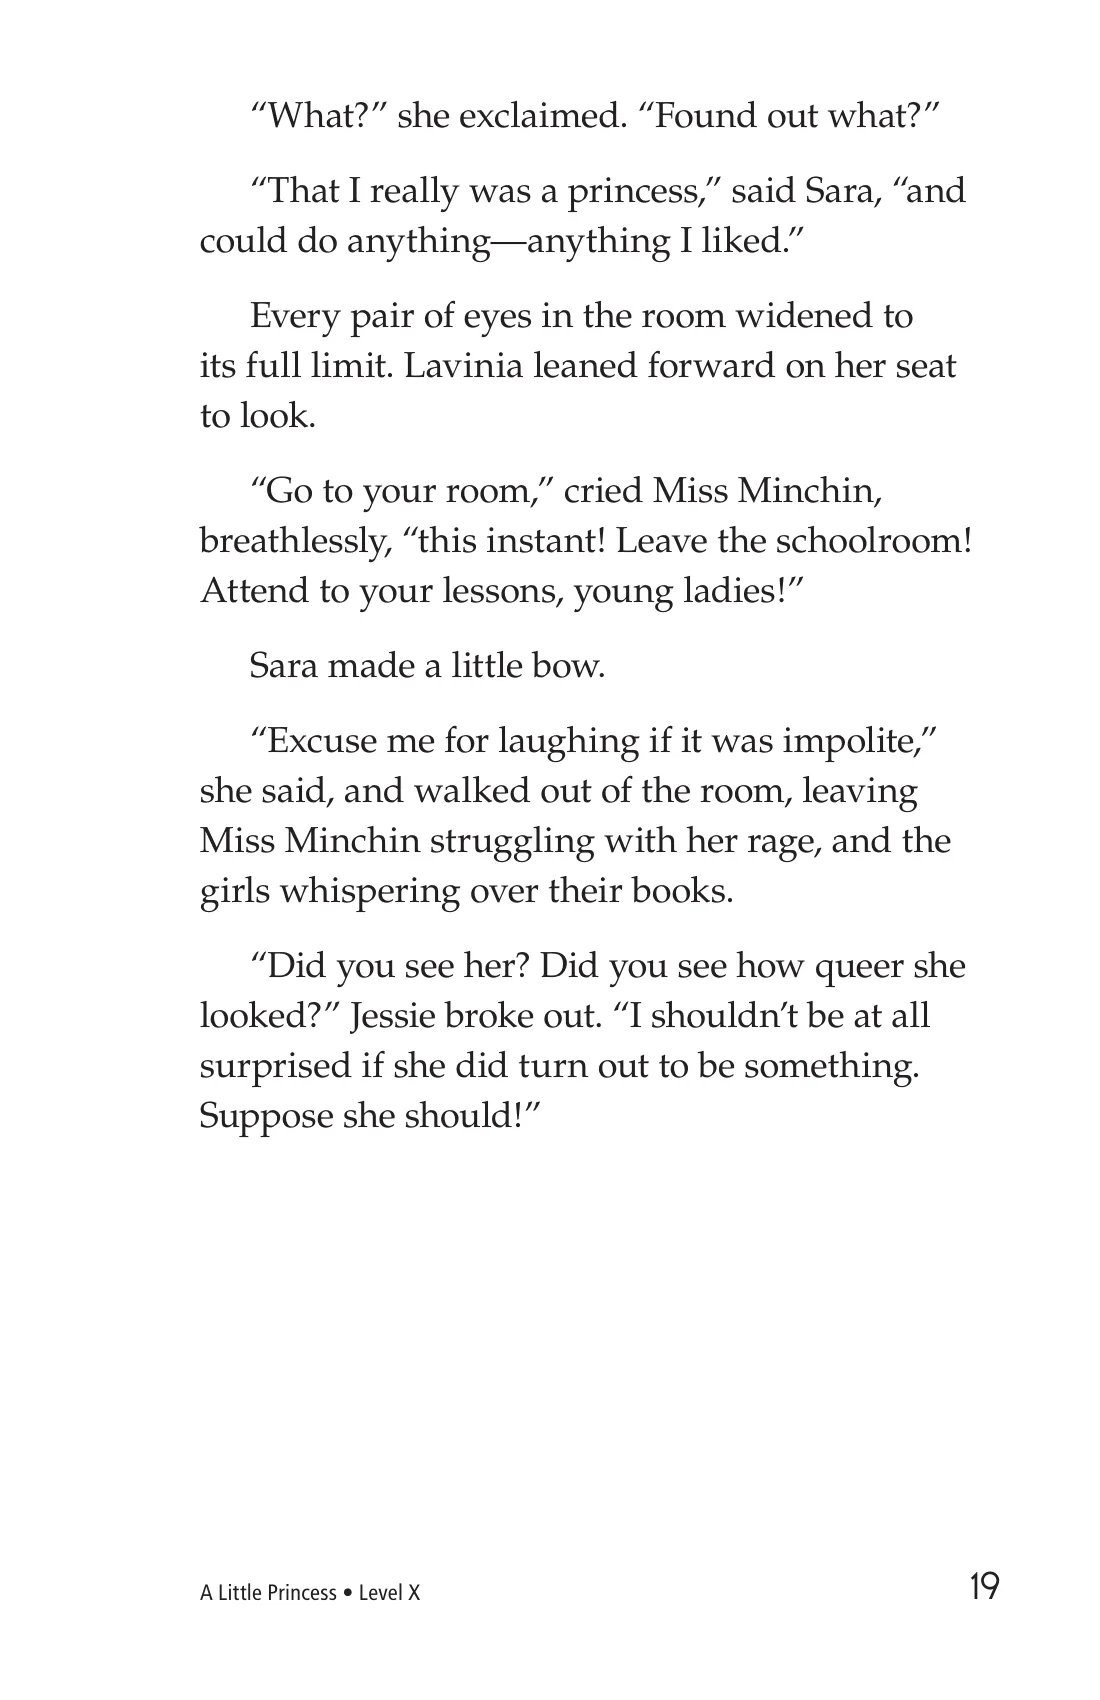 “What?” she exclaimed. “Found out what?”
“That I really was a princess,” said Sara, “and
could do anything—anything I liked.”
Every pair of eyes in the room widened to
its full limit. Lavinia leaned forward on her seat
to look.
“Go to your room,” cried Miss Minchin,
breathlessly, “this instant! Leave the schoolroom!
Attend to your lessons, young ladies!”
Sara made a little bow.
“Excuse me for laughing if it was impolite,”
she said, and walked out of the room, leaving
Miss Minchin struggling with her rage, and the
girls whispering over their books.
“Did you see her? Did you see how queer she
looked?” Jessie broke out. “I shouldn’t be at all
surprised if she did turn out to be something.
Suppose she should!”
A Little Princess • Level X
19